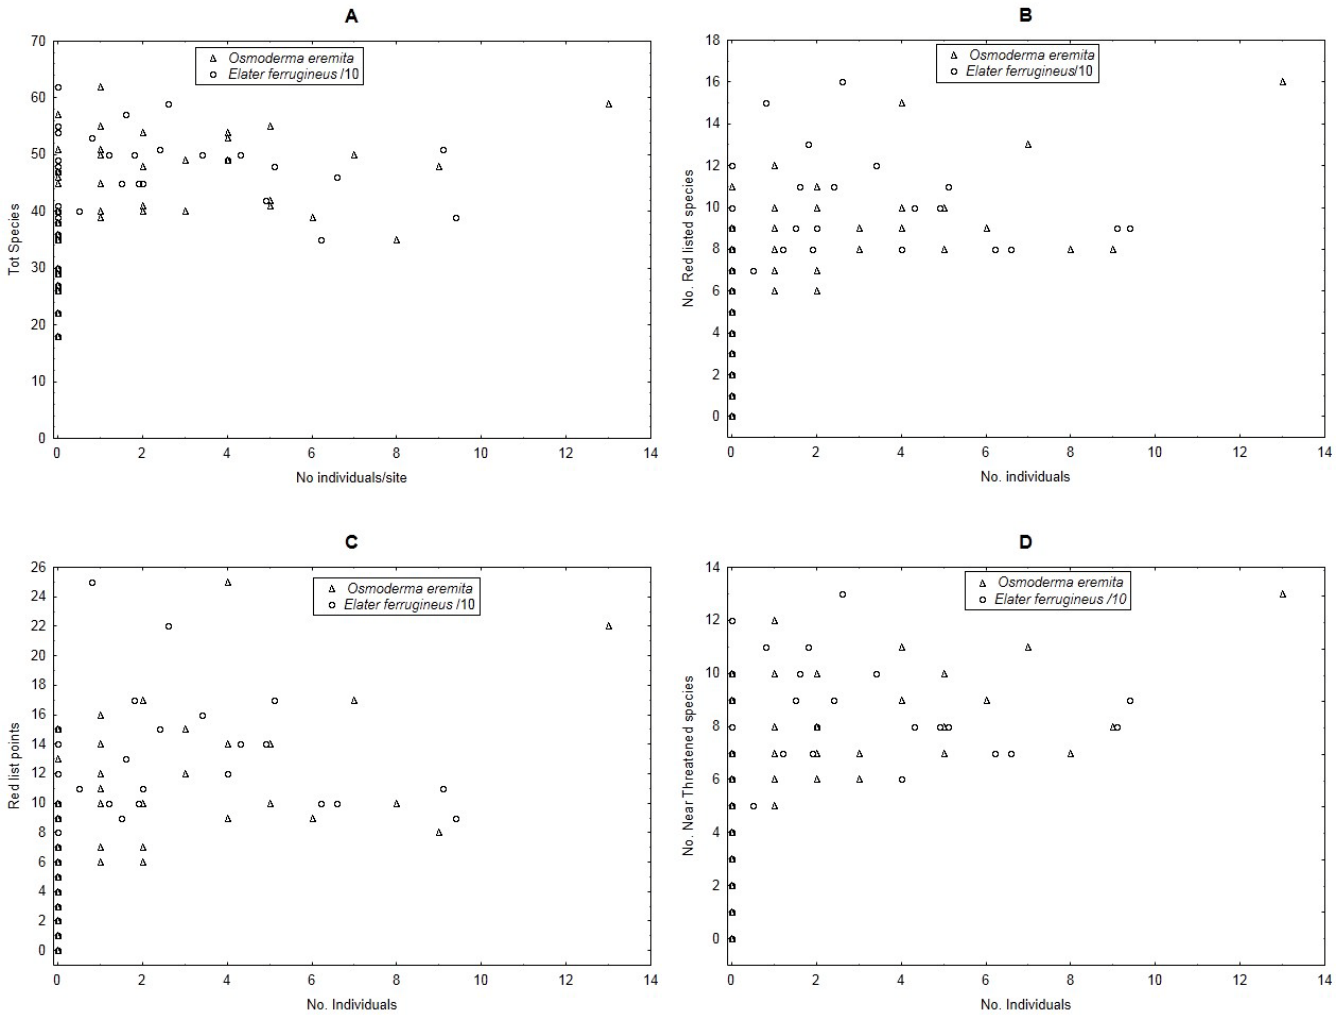 A
70
60
50
40
30
20
10
0
Tot Species
Osmoderma eremita
Elater ferrugineus /10
0 2 4 6 8 10 12 14
No individuals/site
B
18
16
14
12
10
8
6
4
2
0
No. Red listed species
Osmoderma eremita
Elater ferrugineus/10
0 2 4 6 8 10 12 14
No. individuals
C
26
24
22
20
18
16
14
12
10
8
6
4
2
0
Red list points
Osmoderma eremita
Elater ferrugineus /10
0 2 4 6 8 10 12 14
No. Individuals
D
14
12
10
8
6
4
2
0
No. Near Threatened species
Osmoderma eremita
Elater ferrugineus /10
0 2 4 6 8 10 12 14
No. Individuals